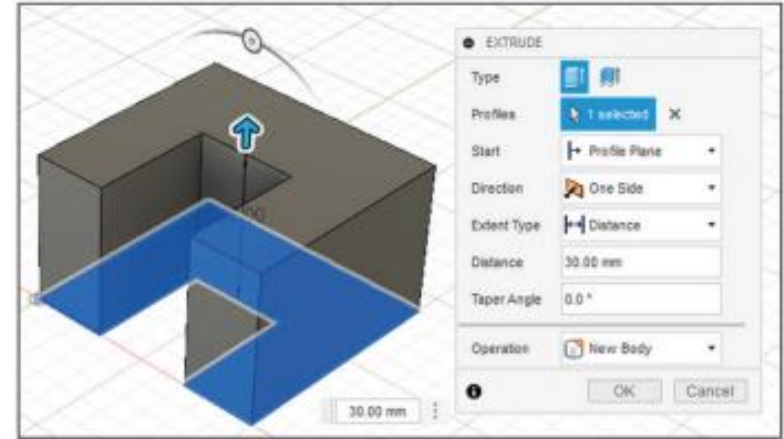 EXTRUDE
Type
Profiles 1 selected ×
Start Profile Plane
Direction One Side
Extent Type Distance
Distance 30.00 mm
Taper Angle 0.0 °
Operation New Body
OK Cancel
30.00 mm